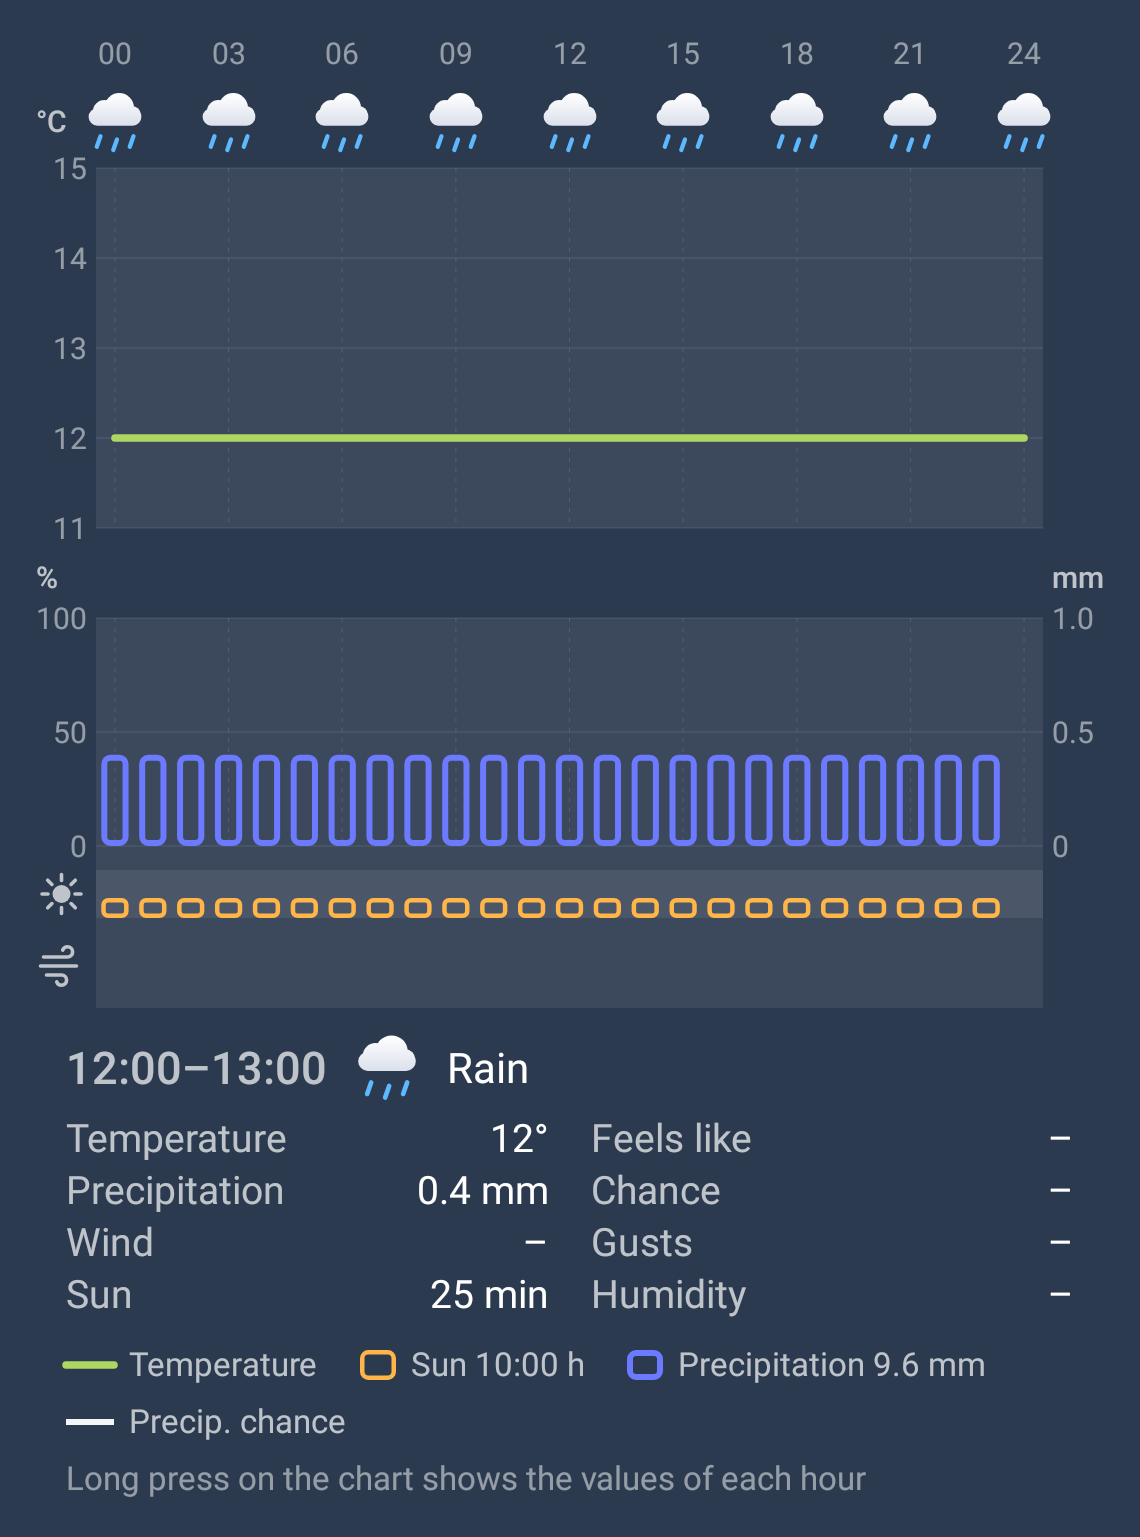 00 03 06 09 12 15 18 21 24
°C
15
14
13
12
11
% mm
100 1.0
50 0.5
0 0
12:00–13:00 Rain
Temperature 12° Feels like –
Precipitation 0.4 mm Chance –
Wind – Gusts –
Sun 25 min Humidity –
Temperature Sun 10:00 h Precipitation 9.6 mm
Precip. chance
Long press on the chart shows the values of each hour